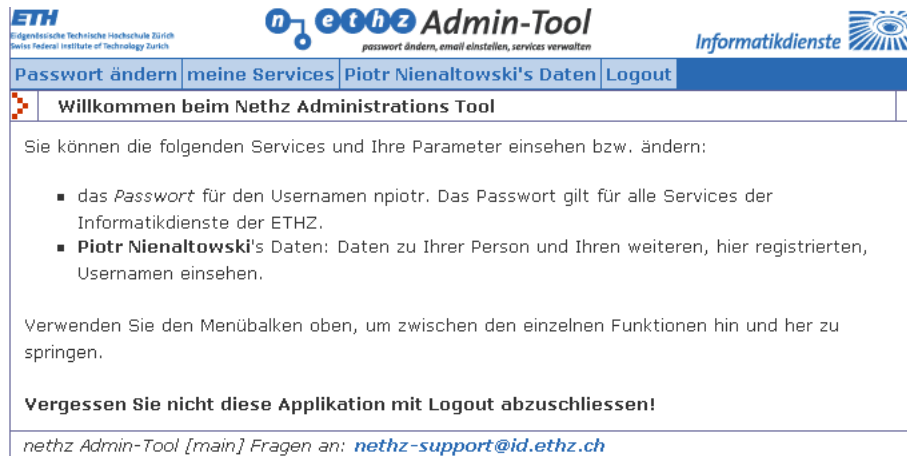 ETH
Eidgenössische Technische Hochschule Zürich
Swiss Federal Institute of Technology Zurich
n ethz Admin-Tool
passwort ändern, email einstellen, services verwalten
Informatikdienste
Passwort ändern meine Services Piotr Nienaltowski's Daten Logout
Willkommen beim Nethz Administrations Tool
Sie können die folgenden Services und Ihre Parameter einsehen bzw. ändern:
das Passwort für den Usernamen npiotr. Das Passwort gilt für alle Services der
Informatikdienste der ETHZ.
Piotr Nienaltowski's Daten: Daten zu Ihrer Person und Ihren weiteren, hier registrierten,
Usernamen einsehen.
Verwenden Sie den Menübalken oben, um zwischen den einzelnen Funktionen hin und her zu
springen.
Vergessen Sie nicht diese Applikation mit Logout abzuschliessen!
nethz Admin-Tool [main] Fragen an: nethz-support@id.ethz.ch